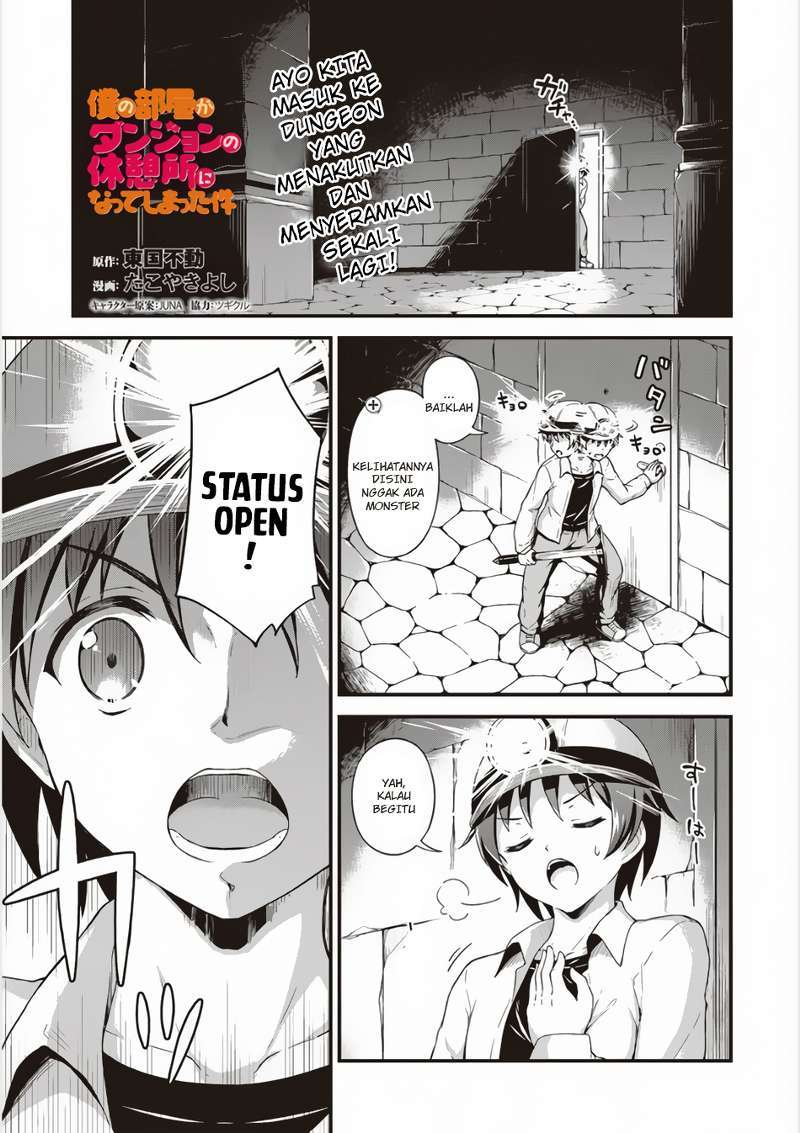 AYO KITA
MASUK KE
DUNGEON
YANG
MENAKUTKAN
DAN
MENYERAMKAN
SEKALI
LAGI!
ガチャ…
僕の部屋が
ダンジョンの
休憩所に
なってしまった件
原作:東国不動
漫画:たこやきよし
キャラクター原案:JUNA 協力:ツギクル
...
BAIKLAH
KELIHATANNYA
DISINI
NGGAK ADA
MONSTER
バタン
キョロ
キョロ
YAH,
KALAU
BEGITU
すーはー
STATUS
OPEN
!
カッ